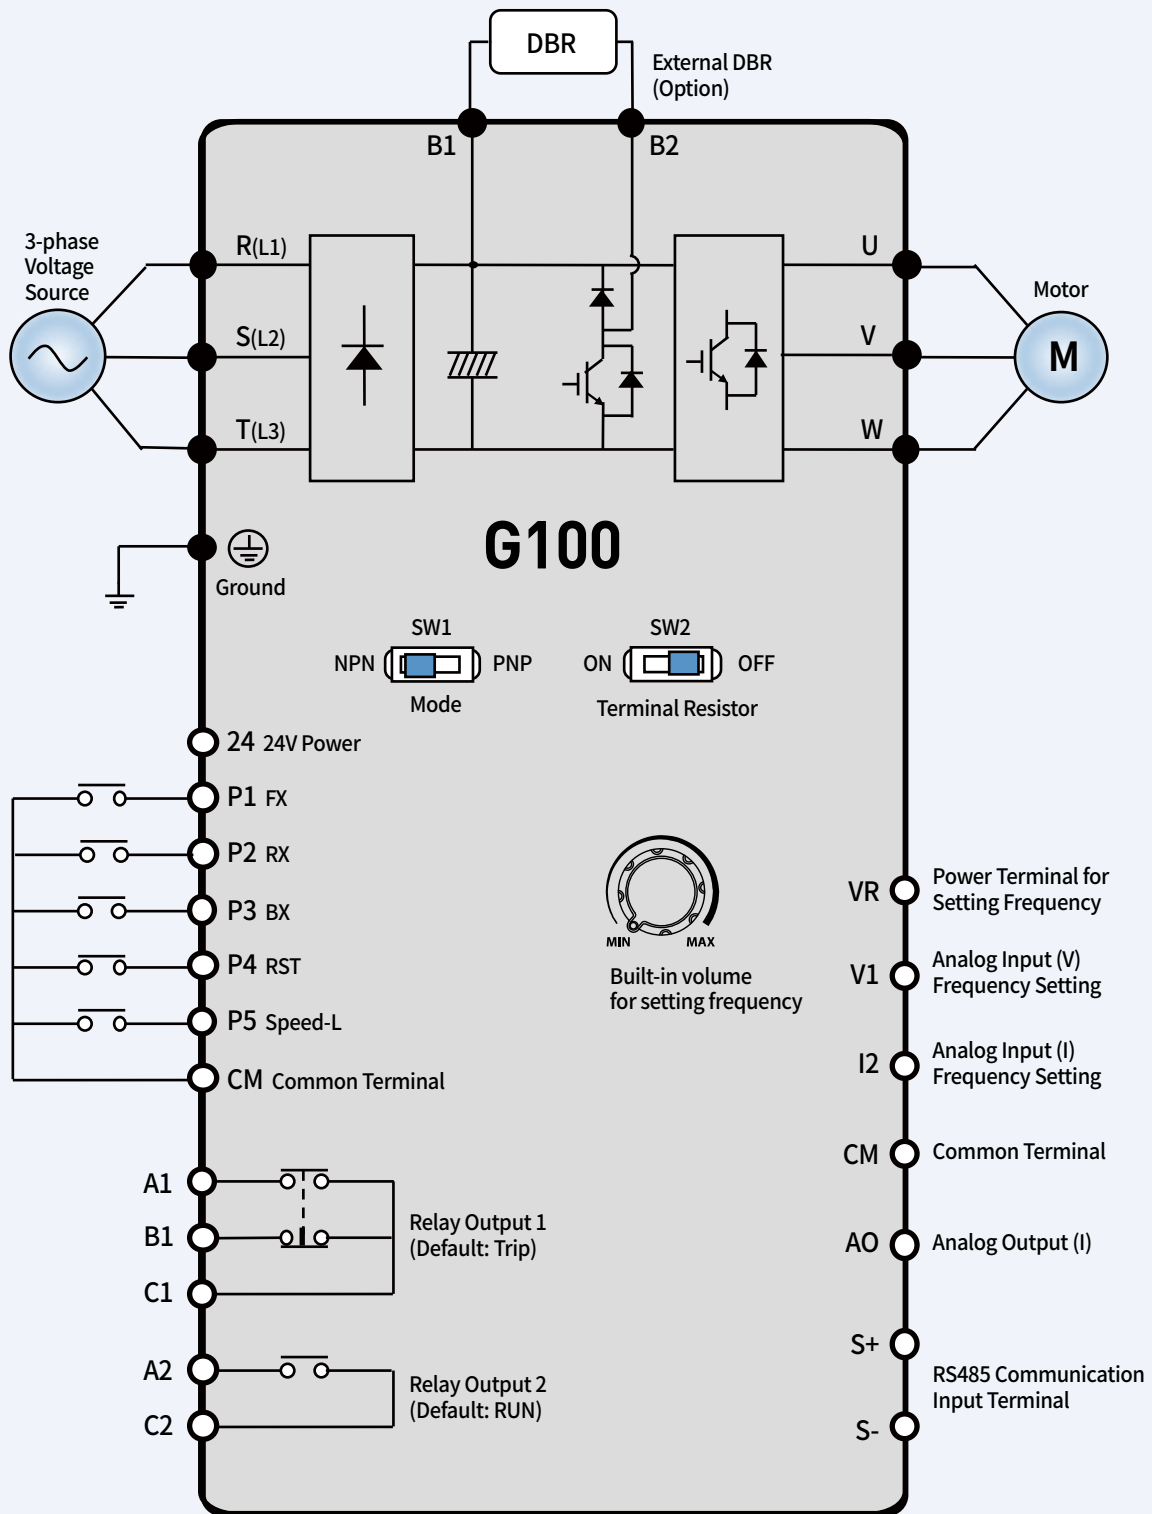 DBR
External DBR
(Option)
B1
B2
3-phase
Voltage
Source
R(L1)
S(L2)
T(L3)
U
V
W
Motor
M
G100
Ground
SW1
NPN
PNP
Mode
SW2
ON
OFF
Terminal Resistor
24 24V Power
P1 FX
P2 RX
P3 BX
P4 RST
P5 Speed-L
CM Common Terminal
MIN
MAX
Built-in volume
for setting frequency
VR
Power Terminal for
Setting Frequency
V1
Analog Input (V)
Frequency Setting
I2
Analog Input (I)
Frequency Setting
CM
Common Terminal
AO
Analog Output (I)
S+
S-
RS485 Communication
Input Terminal
A1
B1
C1
Relay Output 1
(Default: Trip)
A2
C2
Relay Output 2
(Default: RUN)